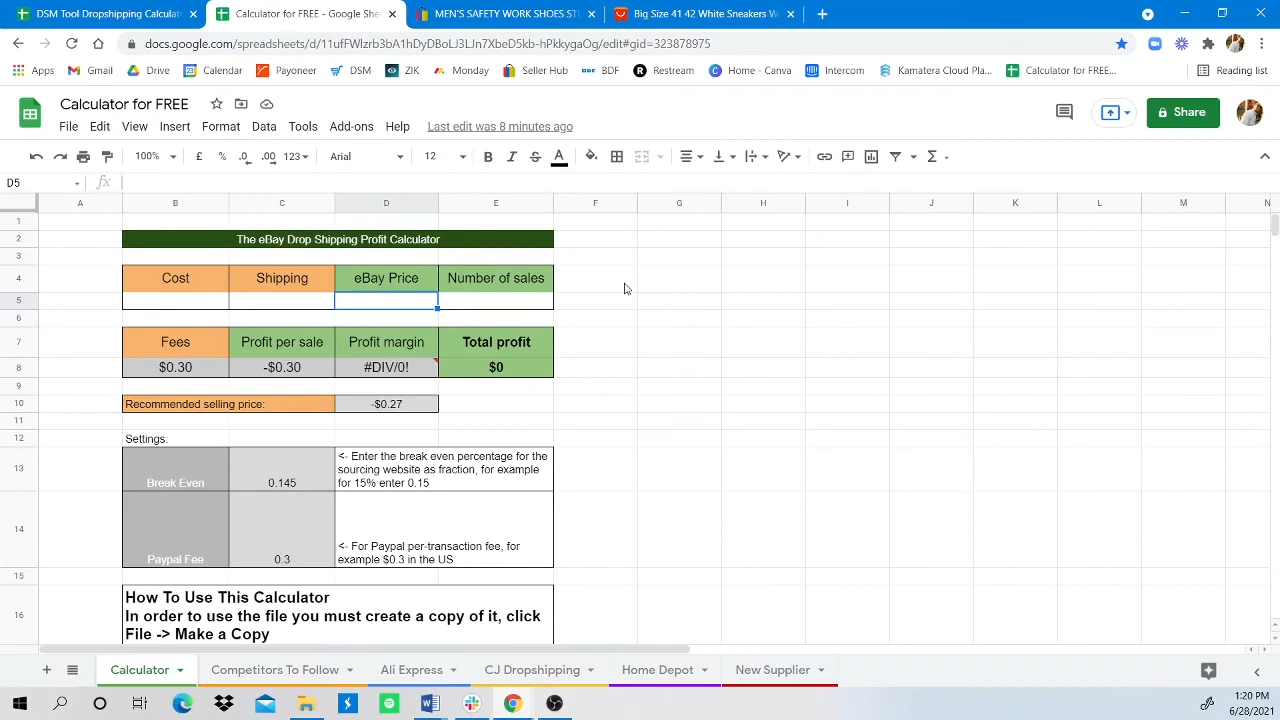 DSM Tool Dropshipping Calculat
Calculator for FREE - Google She
MEN'S SAFETY WORK SHOES ST
Big Size 41 42 White Sneakers W
docs.google.com/spreadsheets/d/11ufFWlzrb3bA1hDyDBoLJ3LJn7XbeD5kb-hPkkygaOg/edit#gid=323878975
Apps
Gmail
Drive
Calendar
Payoneer
DSM
ZIK
Monday
Seller Hub
BDF
Restream
Home - Canva
Intercom
Kamatera Cloud Pla...
Calculator for FREE...
Reading list
Calculator for FREE
Share
File Edit View Insert Format Data Tools Add-ons Help Last edit was 8 minutes ago
100% £ % .0 .00 123 Arial 12 B I S A
D5 fx
A B C D E F G H I J K L M N
1
2 The eBay Drop Shipping Profit Calculator
3
4 Cost Shipping eBay Price Number of sales
5
6
7 Fees Profit per sale Profit margin Total profit
8 $0.30 -$0.30 #DIV/0! $0
9
10 Recommended selling price: -$0.27
11
12 Settings:
<- Enter the break even percentage for the
sourcing website as fraction, for example
for 15% enter 0.15
13 Break Even 0.145
<- For Paypal per-transaction fee, for
example $0.3 in the US
14 Paypal Fee 0.3
15
How To Use This Calculator
16 In order to use the file you must create a copy of it, click
File -> Make a Copy
Calculator Competitors To Follow Ali Express CJ Dropshipping Home Depot New Supplier
1:20 PM
6/28/2021